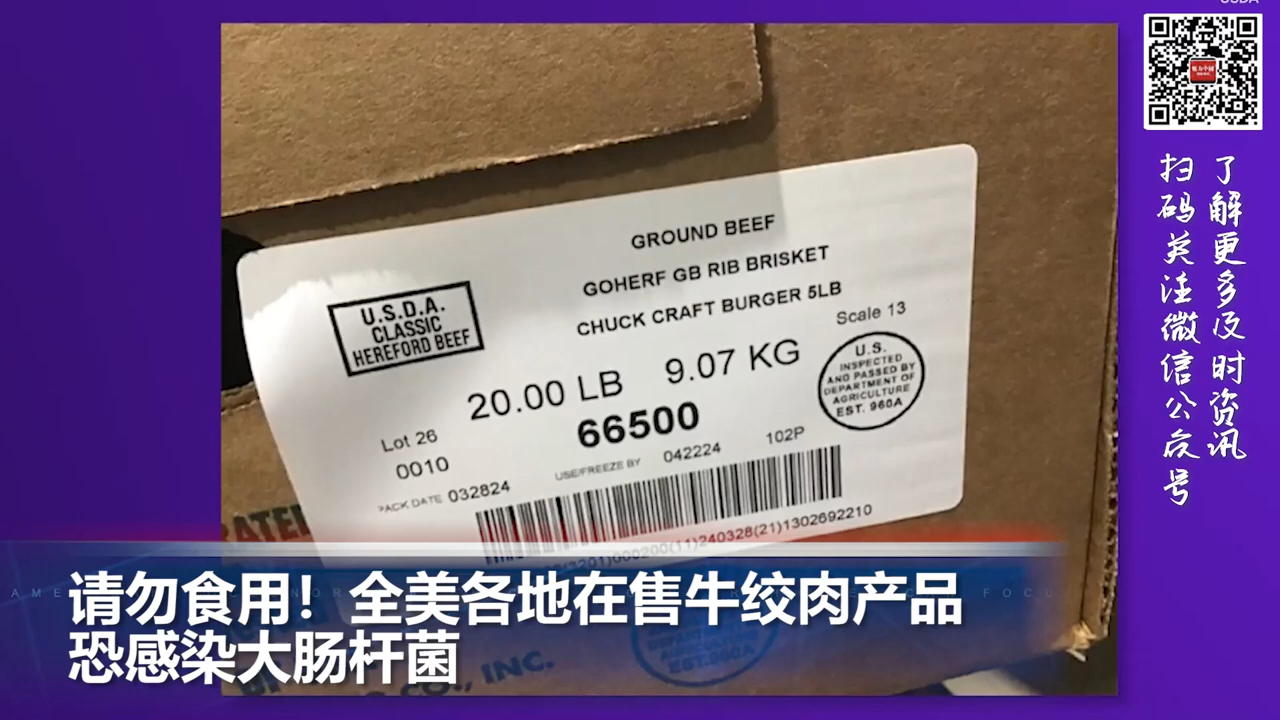 USDA
GROUND BEEF
GOHERF GB RIB BRISKET
CHUCK CRAFT BURGER 5LB
U.S.D.A.
CLASSIC
HEREFORD BEEF
Scale 13
20.00 LB 9.07 KG
U.S.
INSPECTED
AND PASSED BY
DEPARTMENT OF
AGRICULTURE
EST. 960A
Lot 26
66500
0010
USE/FREEZE BY 042224 102P
PACK DATE 032824
(3201)000200(11)240328(21)1302692210
请勿食用！全美各地在售牛绞肉产品
恐感染大肠杆菌
CO., INC.
EST.960A
了解更多及时资讯
扫码关注微信公众号